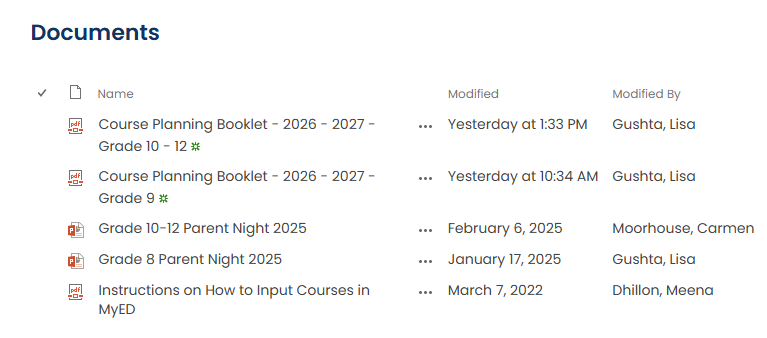 Documents
Name Modified Modified By
Course Planning Booklet - 2026 - 2027 - ... Yesterday at 1:33 PM Gushta, Lisa
Grade 10 - 12
Course Planning Booklet - 2026 - 2027 - ... Yesterday at 10:34 AM Gushta, Lisa
Grade 9
Grade 10-12 Parent Night 2025 ... February 6, 2025 Moorhouse, Carmen
Grade 8 Parent Night 2025 ... January 17, 2025 Gushta, Lisa
Instructions on How to Input Courses in ... March 7, 2022 Dhillon, Meena
MyED